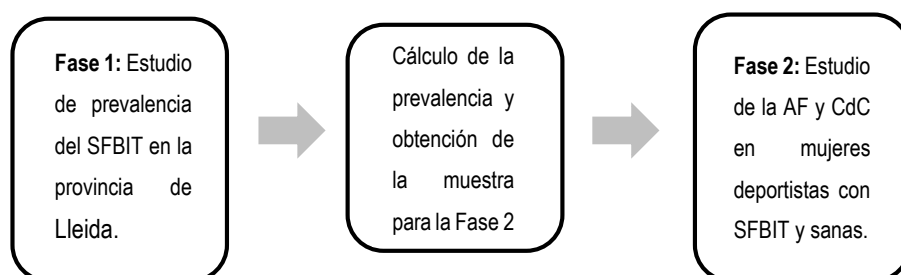 Fase 1: Estudio
de prevalencia
del SFBIT en la
provincia de
Lleida.
Cálculo de la
prevalencia y
obtención de
la muestra
para la Fase 2
Fase 2: Estudio
de la AF y CdC
en mujeres
deportistas con
SFBIT y sanas.